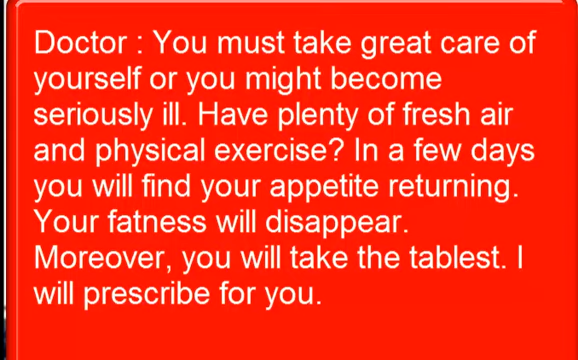 Doctor : You must take great care of
yourself or you might become
seriously ill. Have plenty of fresh air
and physical exercise? In a few days
you will find your appetite returning.
Your fatness will disappear.
Moreover, you will take the tablest. I
will prescribe for you.